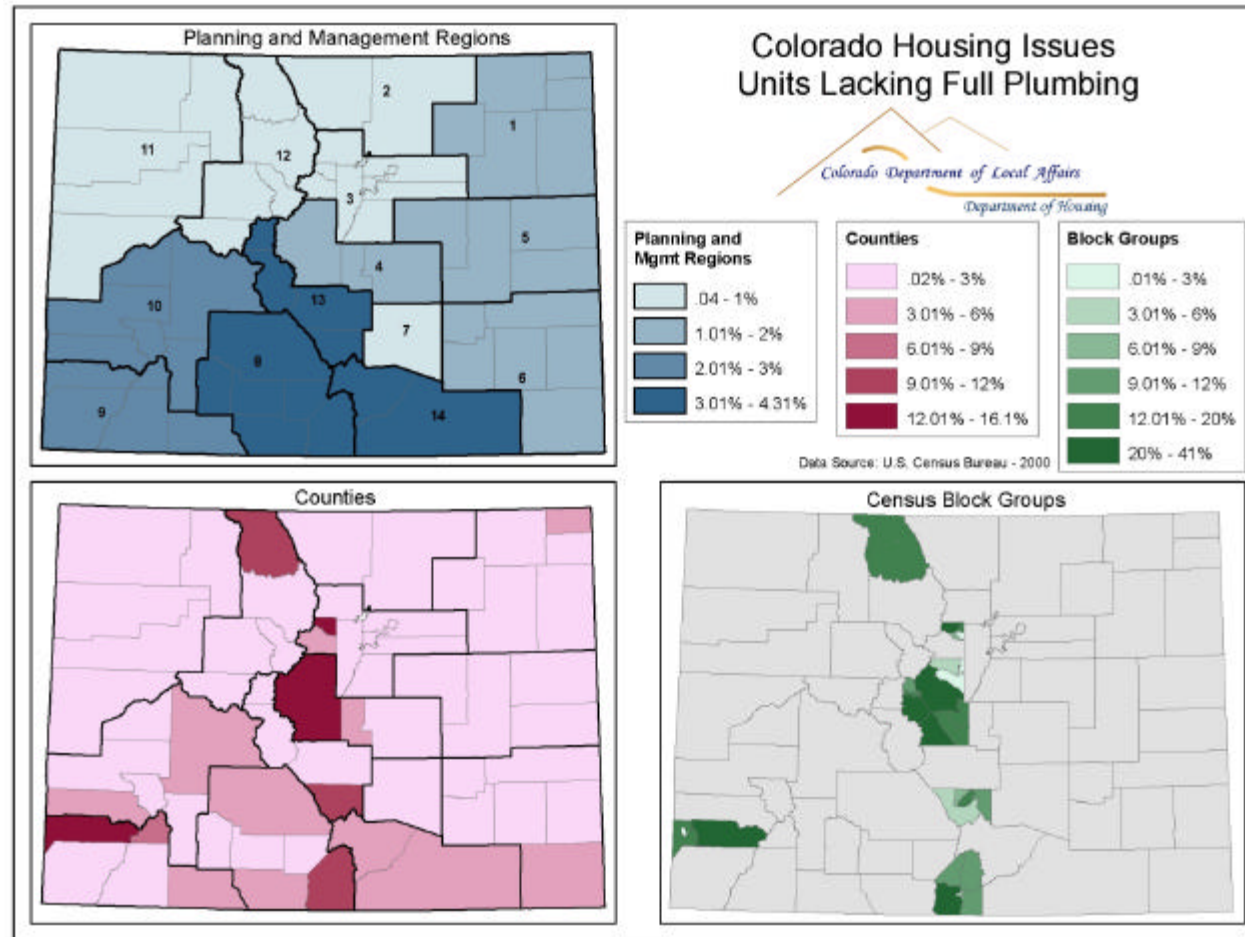 Planning and Management Regions
2
1
11
12
3
5
4
10
13
7
8
6
9
14
Colorado Housing Issues
Units Lacking Full Plumbing
Colorado Department of Local Affairs
Department of Housing
Planning and
Mgmt Regions
.04 - 1%
1.01% - 2%
2.01% - 3%
3.01% - 4.31%
Counties
.02% - 3%
3.01% - 6%
6.01% - 9%
9.01% - 12%
12.01% - 16.1%
Block Groups
.01% - 3%
3.01% - 6%
6.01% - 9%
9.01% - 12%
12.01% - 20%
20% - 41%
Data Source: U.S. Census Bureau - 2000
Counties
Census Block Groups